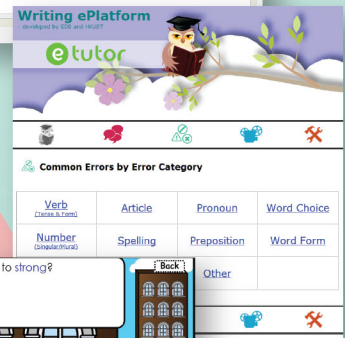 Writing ePlatform
developed by EDB and HKUST
etutor
Common Errors by Error Category
Verb
(Tense & Form)
Article
Pronoun
Word Choice
Number
(Singular/Plural)
Spelling
Preposition
Word Form
Other
to strong?
Back